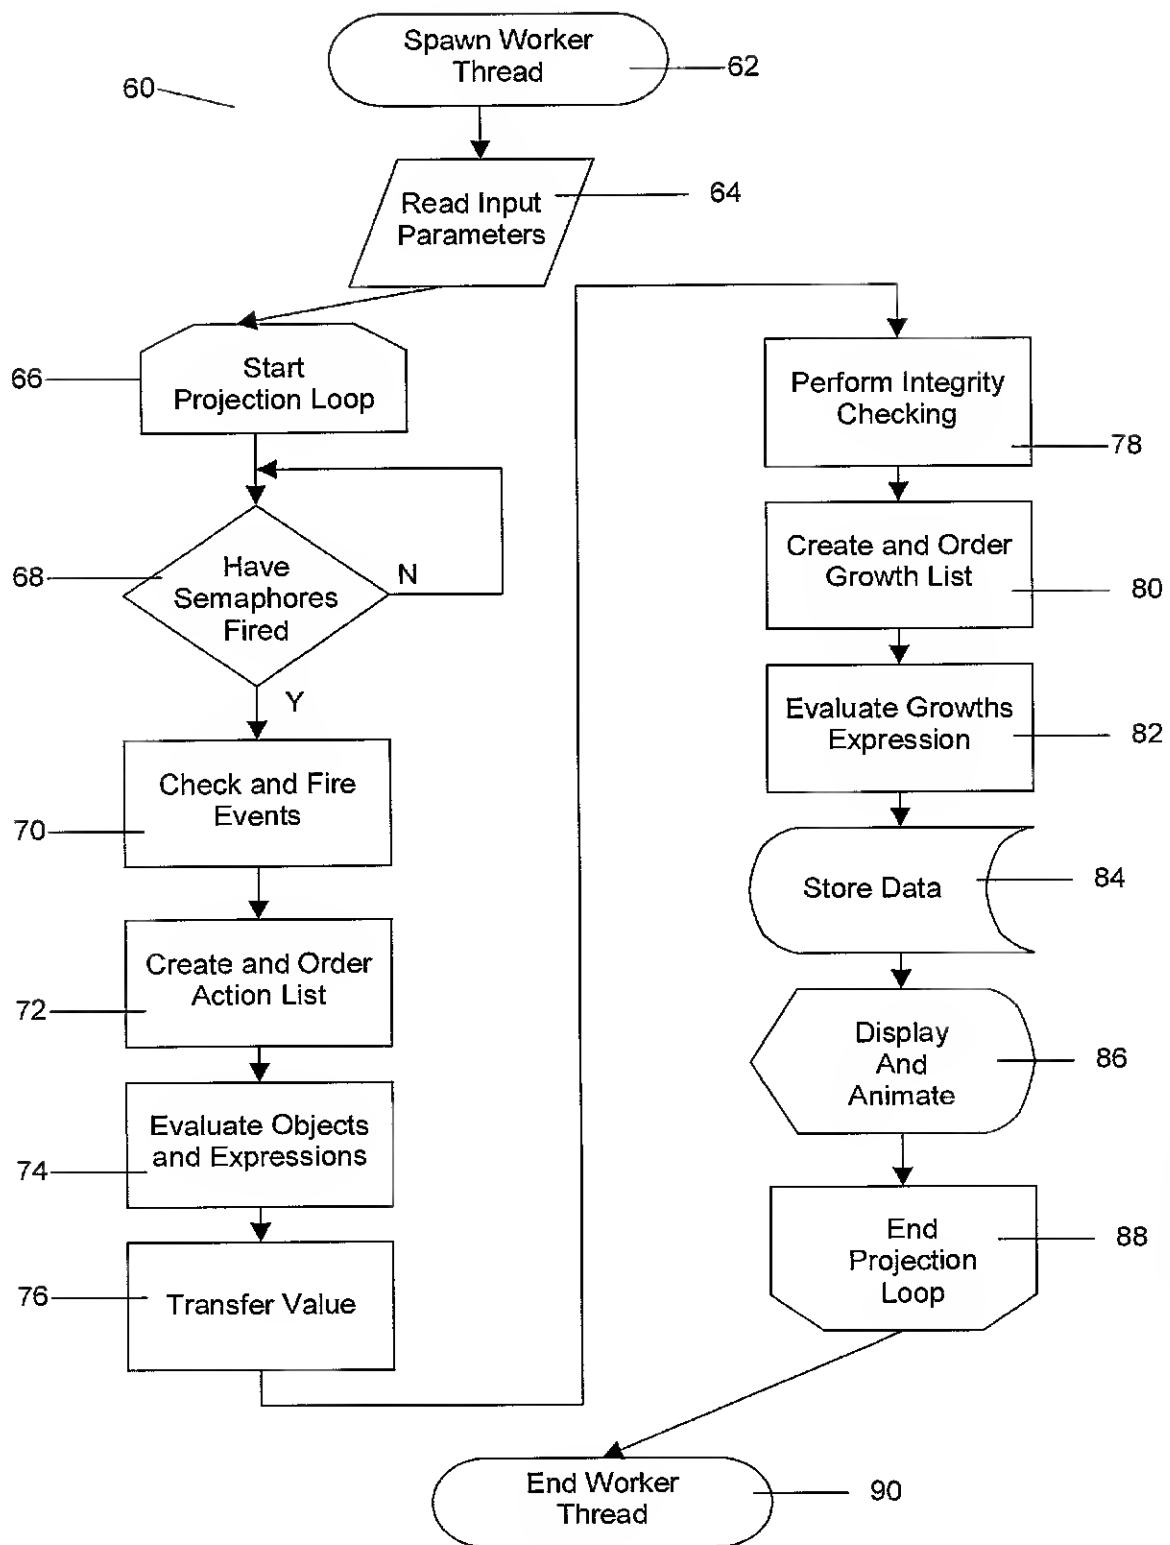 Spawn Worker
Thread
62
60
Read Input
Parameters
64
Start
Projection Loop
66
Have
Semaphores
Fired
68
N
Y
Check and Fire
Events
70
Create and Order
Action List
72
Evaluate Objects
and Expressions
74
Transfer Value
76
Perform Integrity
Checking
78
Create and Order
Growth List
80
Evaluate Growths
Expression
82
Store Data
84
Display
And
Animate
86
End
Projection
Loop
88
End Worker
Thread
90